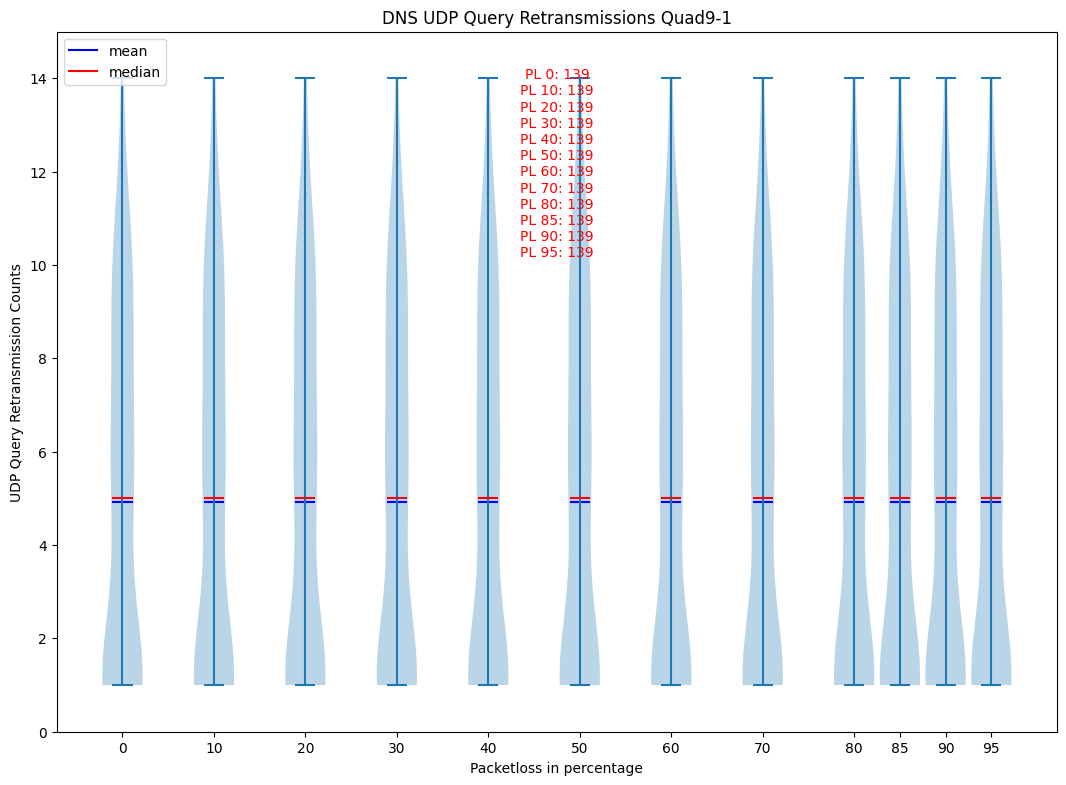 DNS UDP Query Retransmissions Quad9-1
mean
median
PL 0: 139
PL 10: 139
PL 20: 139
PL 30: 139
PL 40: 139
PL 50: 139
PL 60: 139
PL 70: 139
PL 80: 139
PL 85: 139
PL 90: 139
PL 95: 139
UDP Query Retransmission Counts
14
12
10
8
6
4
2
0
0 10 20 30 40 50 60 70 80 85 90 95
Packetloss in percentage